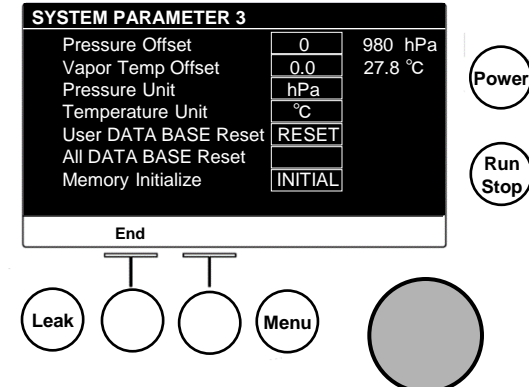 SYSTEM PARAMETER 3
Pressure Offset 0 980 hPa
Vapor Temp Offset 0.0 27.8 °C
Pressure Unit hPa
Temperature Unit °C
User DATA BASE Reset RESET
All DATA BASE Reset
Memory Initialize INITIAL
End
Power
Run
Stop
Leak
Menu